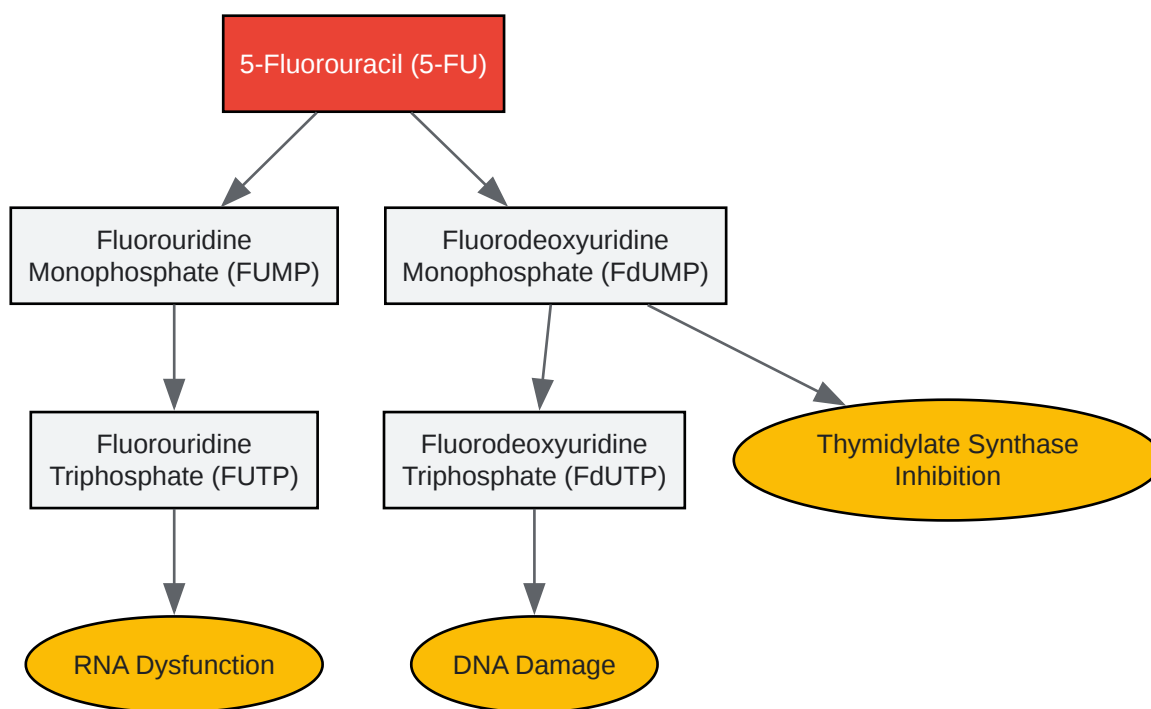 5-Fluorouracil (5-FU)
Fluorouridine
Monophosphate (FUMP)
Fluorodeoxyuridine
Monophosphate (FdUMP)
Fluorouridine
Triphosphate (FUTP)
Fluorodeoxyuridine
Triphosphate (FdUTP)
Thymidylate Synthase
Inhibition
RNA Dysfunction
DNA Damage